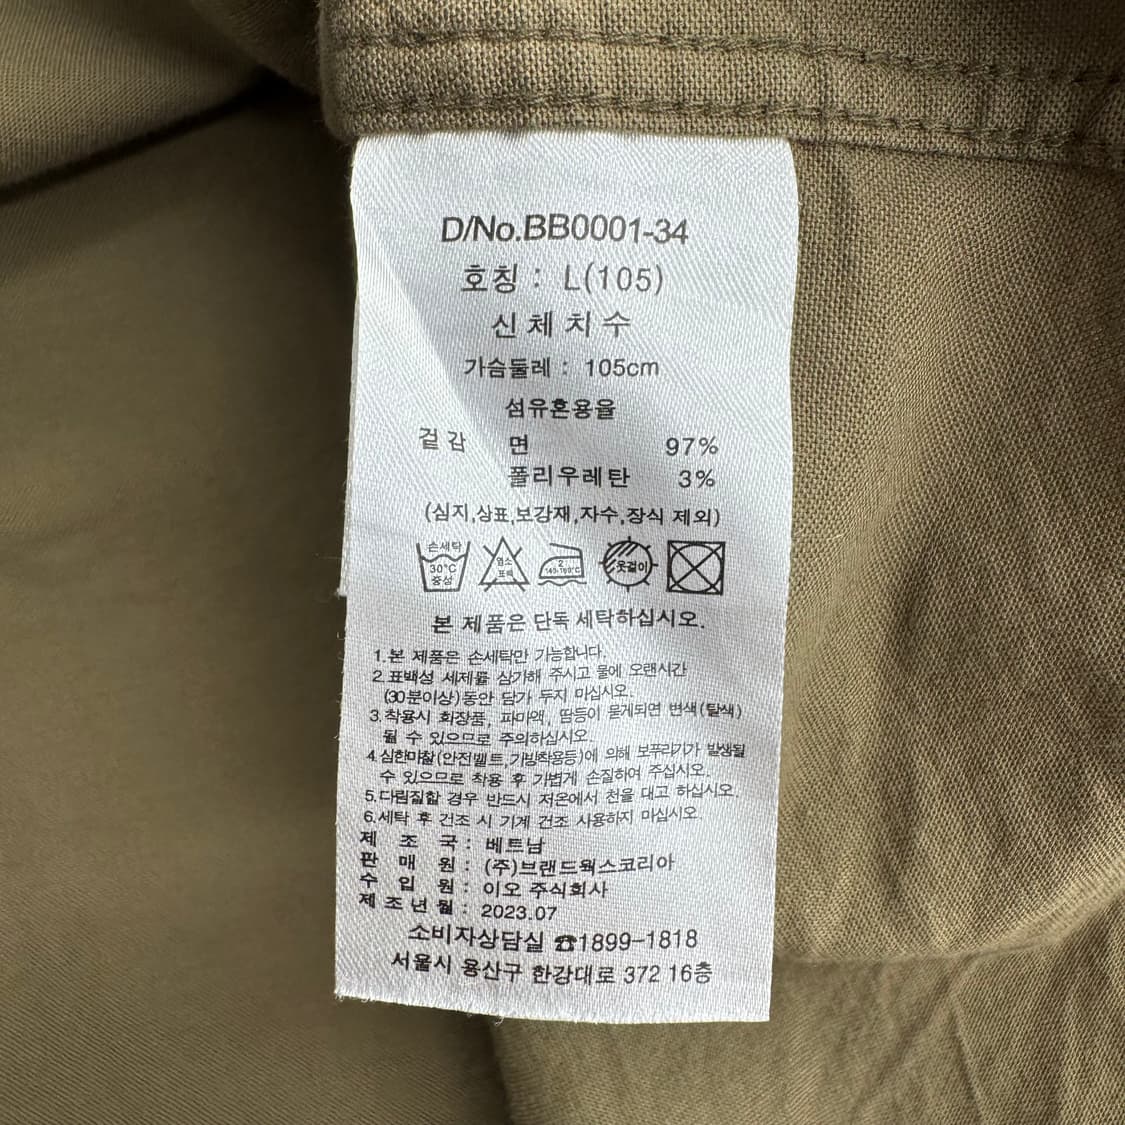 D/No.BB0001-34
호칭 : L(105)
신체치수
가슴둘레 : 105cm
섬유혼용율
겉감 면 97%
폴리우레탄 3%
(심지,상표,보강재,자수,장식 제외)
손세탁 30℃ 중성
염소 표백
2 140-160℃
옷걸이
본 제품은 단독 세탁하십시오.
1.본 제품은 손세탁만 가능합니다.
2.표백성 세제를 삼가해 주시고 물에 오랜시간
(30분이상)동안 담가 두지 마십시오.
3.착용시 화장품, 파마액, 땀등이 묻게되면 변색(탈색)
될 수 있으므로 주의하십시오.
4.심한마찰(안전벨트,가방착용등)에 의해 보푸라기가 발생될
수 있으므로 착용 후 가볍게 손질하여 주십시오.
5.다림질할 경우 반드시 저온에서 천을 대고 하십시오.
6.세탁 후 건조 시 기계 건조 사용하지 마십시오.
제 조 국 : 베트남
판 매 원 : (주)브랜드웍스코리아
수 입 원 : 이오 주식회사
제조년월 : 2023.07
소비자상담실 ☎1899-1818
서울시 용산구 한강대로 372 16층